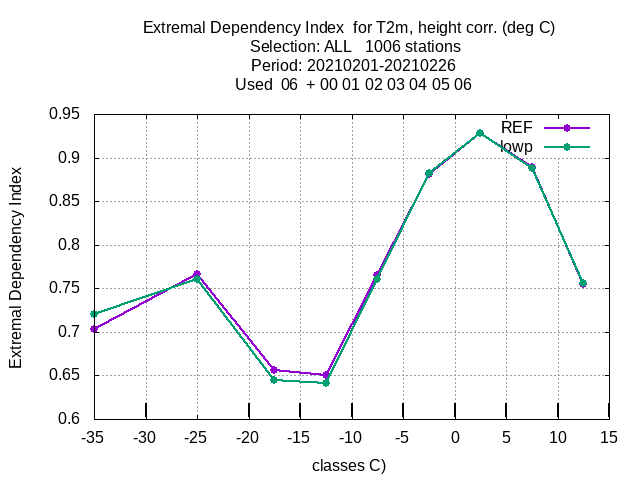 Extremal Dependency Index  for T2m, height corr. (deg C)
Selection: ALL   1006 stations
Period: 20210201-20210226
Used  06  + 00 01 02 03 04 05 06
REF
lowp
Extremal Dependency Index
0.95
0.9
0.85
0.8
0.75
0.7
0.65
0.6
-35 -30 -25 -20 -15 -10 -5 0 5 10 15
classes C)